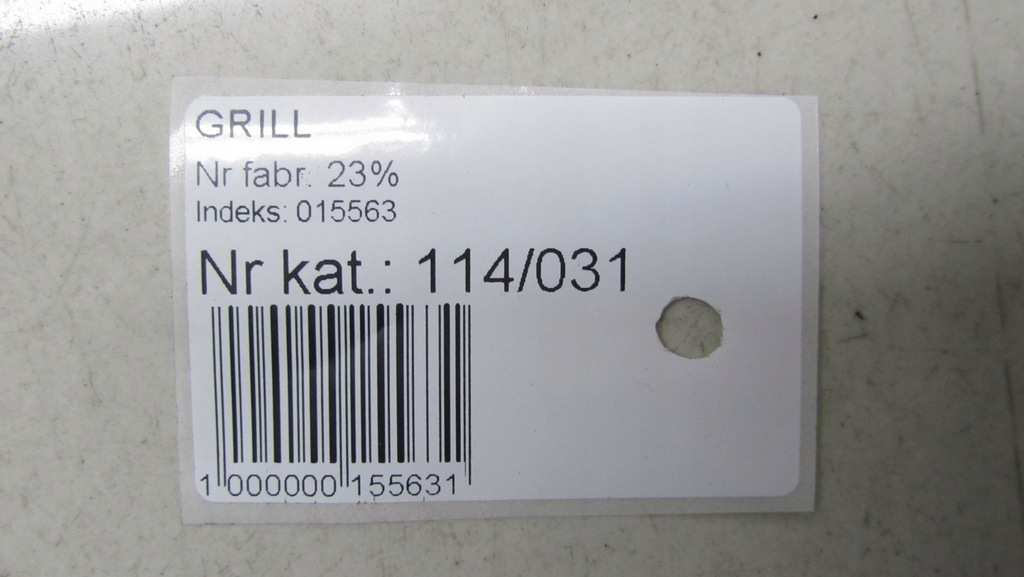 GRILL
Nr fabr.: 23%
Indeks: 015563
Nr kat.: 114/031
1 000000 155631